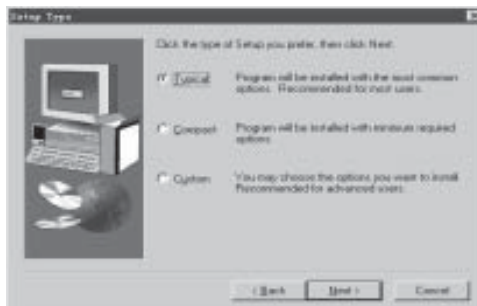 Setup Type
Click the type of Setup you prefer, then click Next.
Typical
Program will be installed with the most common
options. Recommended for most users.
Compact
Program will be installed with minimum required
options.
Custom
You may choose the options you want to install.
Recommended for advanced users.
< Back
Next >
Cancel